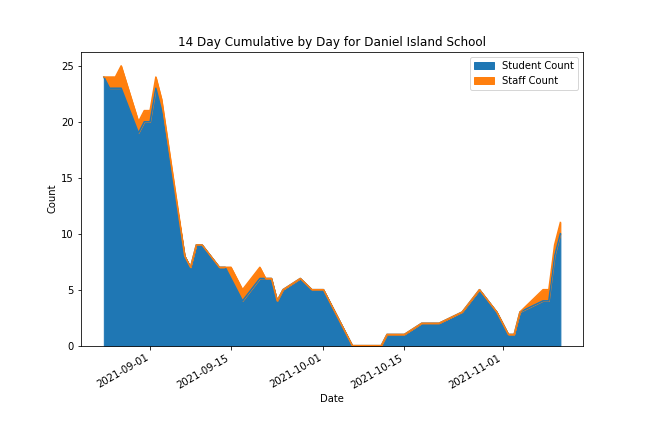 14 Day Cumulative by Day for Daniel Island School
Student Count
Staff Count
25
20
15
10
5
0
Count
2021-09-01
2021-09-15
2021-10-01
2021-10-15
2021-11-01
Date